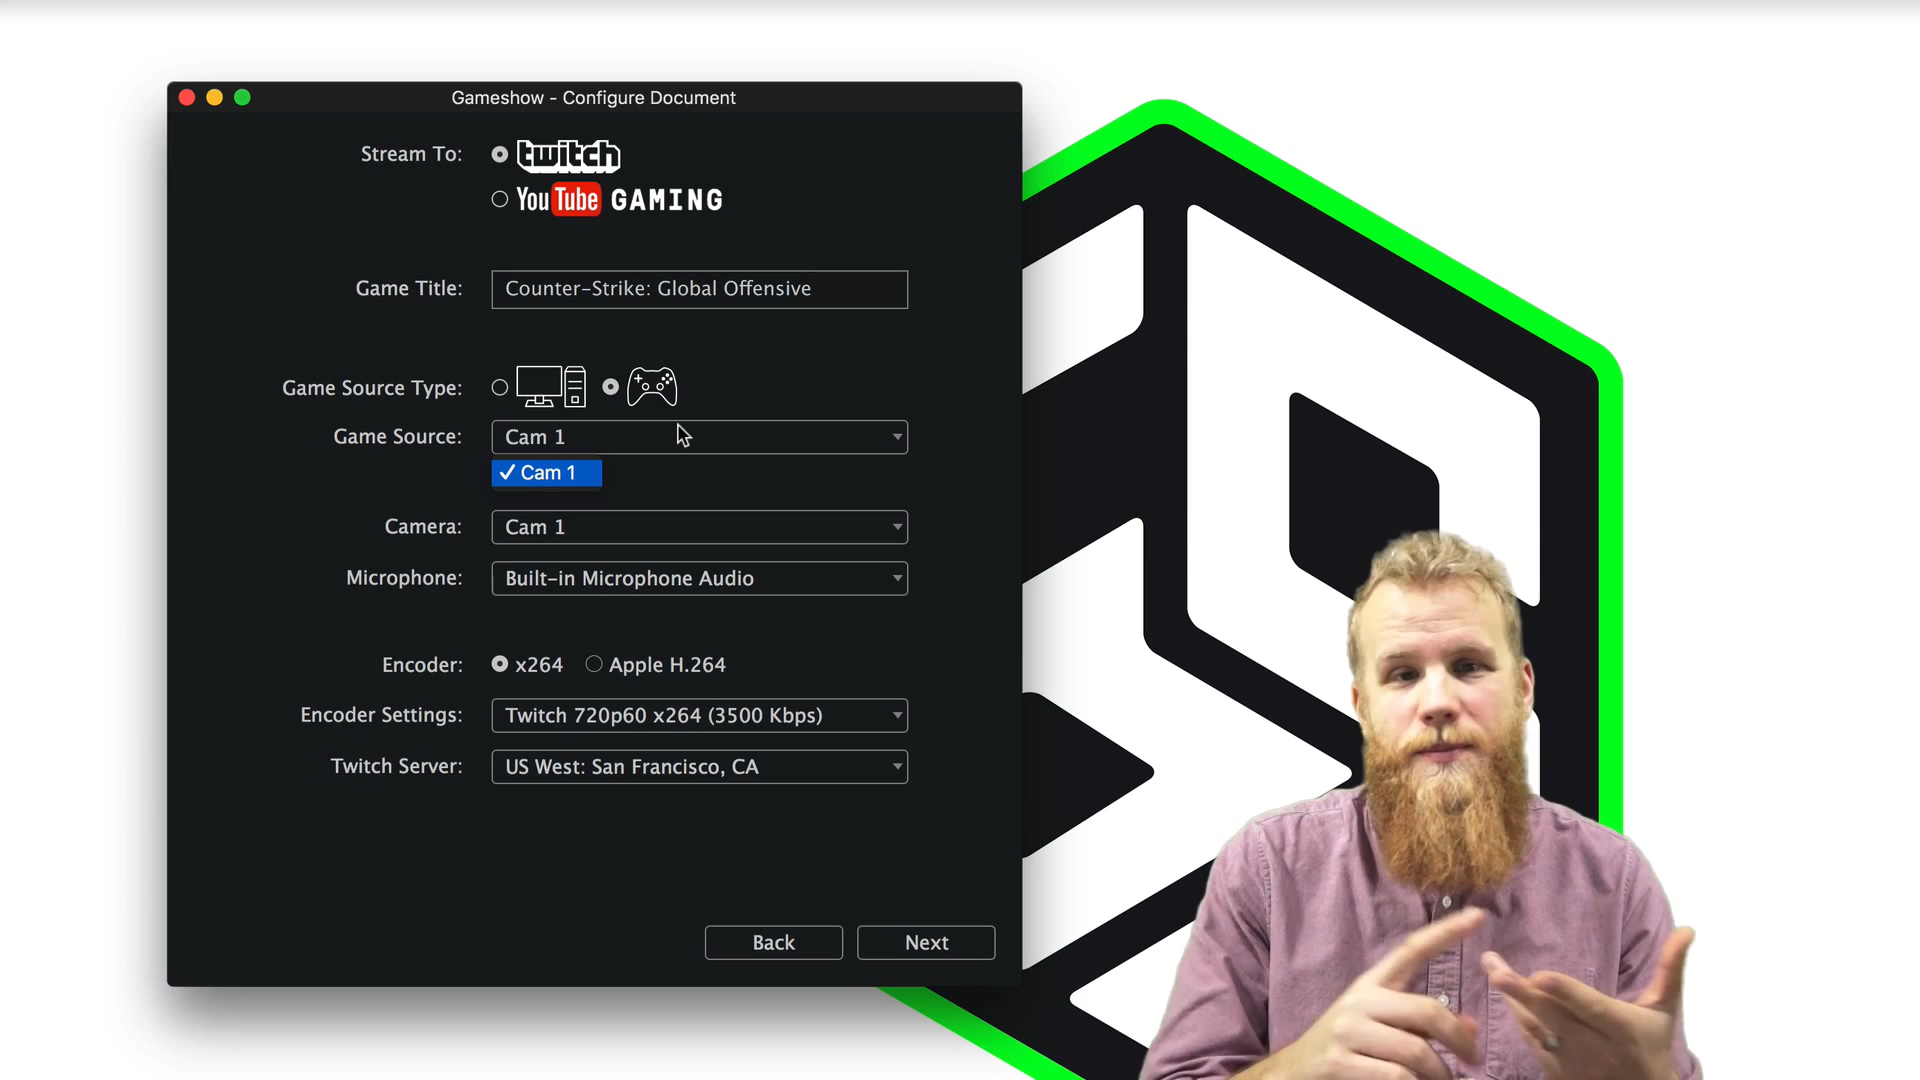 Gameshow - Configure Document
Stream To: twitch
YouTube GAMING
Game Title: Counter-Strike: Global Offensive
Game Source Type:
Game Source: Cam 1
✓ Cam 1
Camera: Cam 1
Microphone: Built-in Microphone Audio
Encoder: x264 Apple H.264
Encoder Settings: Twitch 720p60 x264 (3500 Kbps)
Twitch Server: US West: San Francisco, CA
Back Next